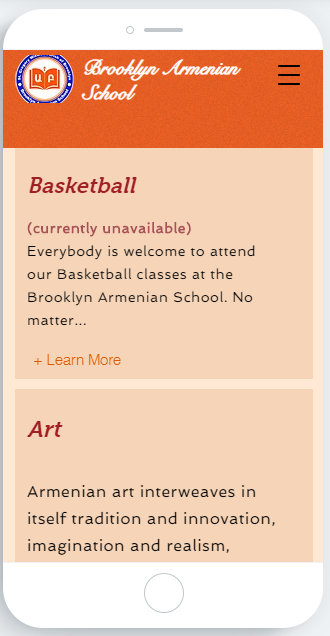 Brooklyn Armenian
School
Basketball
(currently unavailable)
Everybody is welcome to attend
our Basketball classes at the
Brooklyn Armenian School. No
matter...
+ Learn More
Art
Armenian art interweaves in
itself tradition and innovation,
imagination and realism,